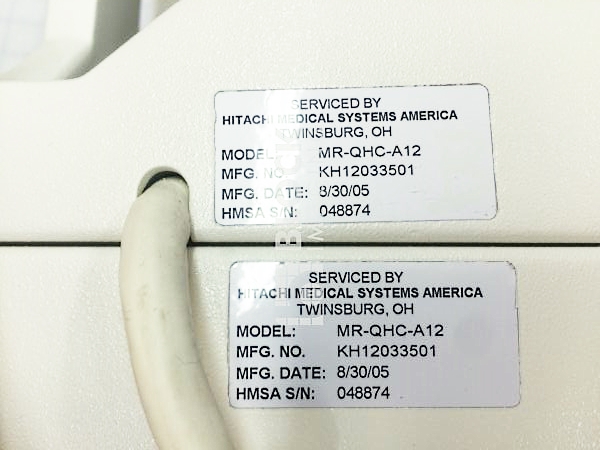 SERVICED BY
HITACHI MEDICAL SYSTEMS AMERICA
TWINSBURG, OH
MODEL: MR-QHC-A12
MFG. NO. KH12033501
MFG. DATE: 8/30/05
HMSA S/N: 048874
SERVICED BY
HITACHI MEDICAL SYSTEMS AMERICA
TWINSBURG, OH
MODEL: MR-QHC-A12
MFG. NO. KH12033501
MFG. DATE: 8/30/05
HMSA S/N: 048874